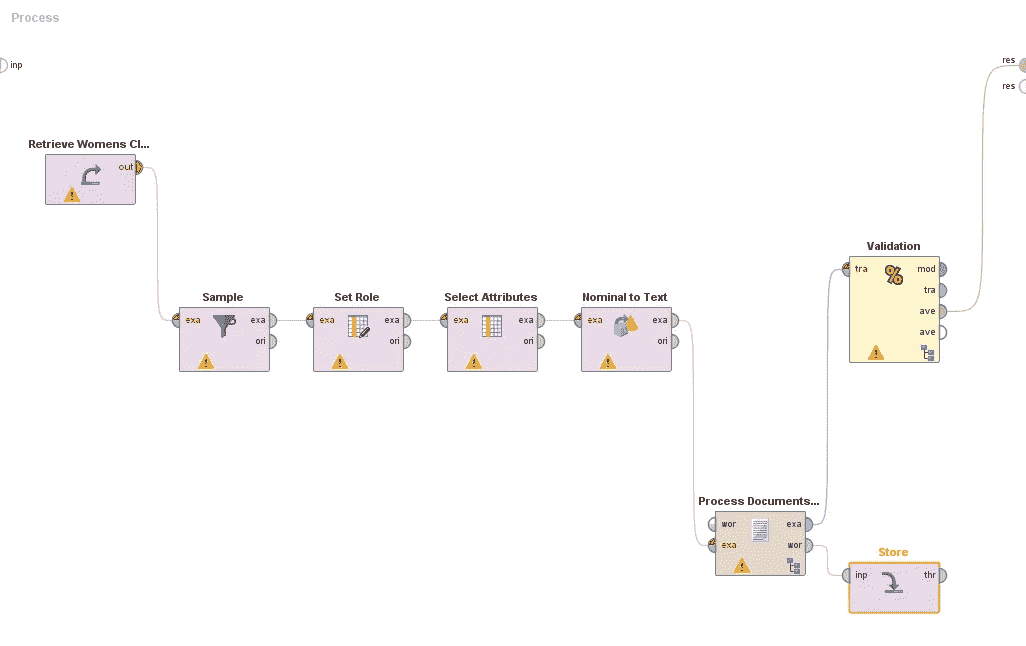 Process
inp
res
res
Retrieve Womens Cl...
out
Validation
tra
mod
tra
ave
ave
Sample
exa
exa
ori
Set Role
exa
exa
ori
Select Attributes
exa
exa
ori
Nominal to Text
exa
exa
ori
Process Documents...
wor
exa
exa
wor
Store
inp
thr